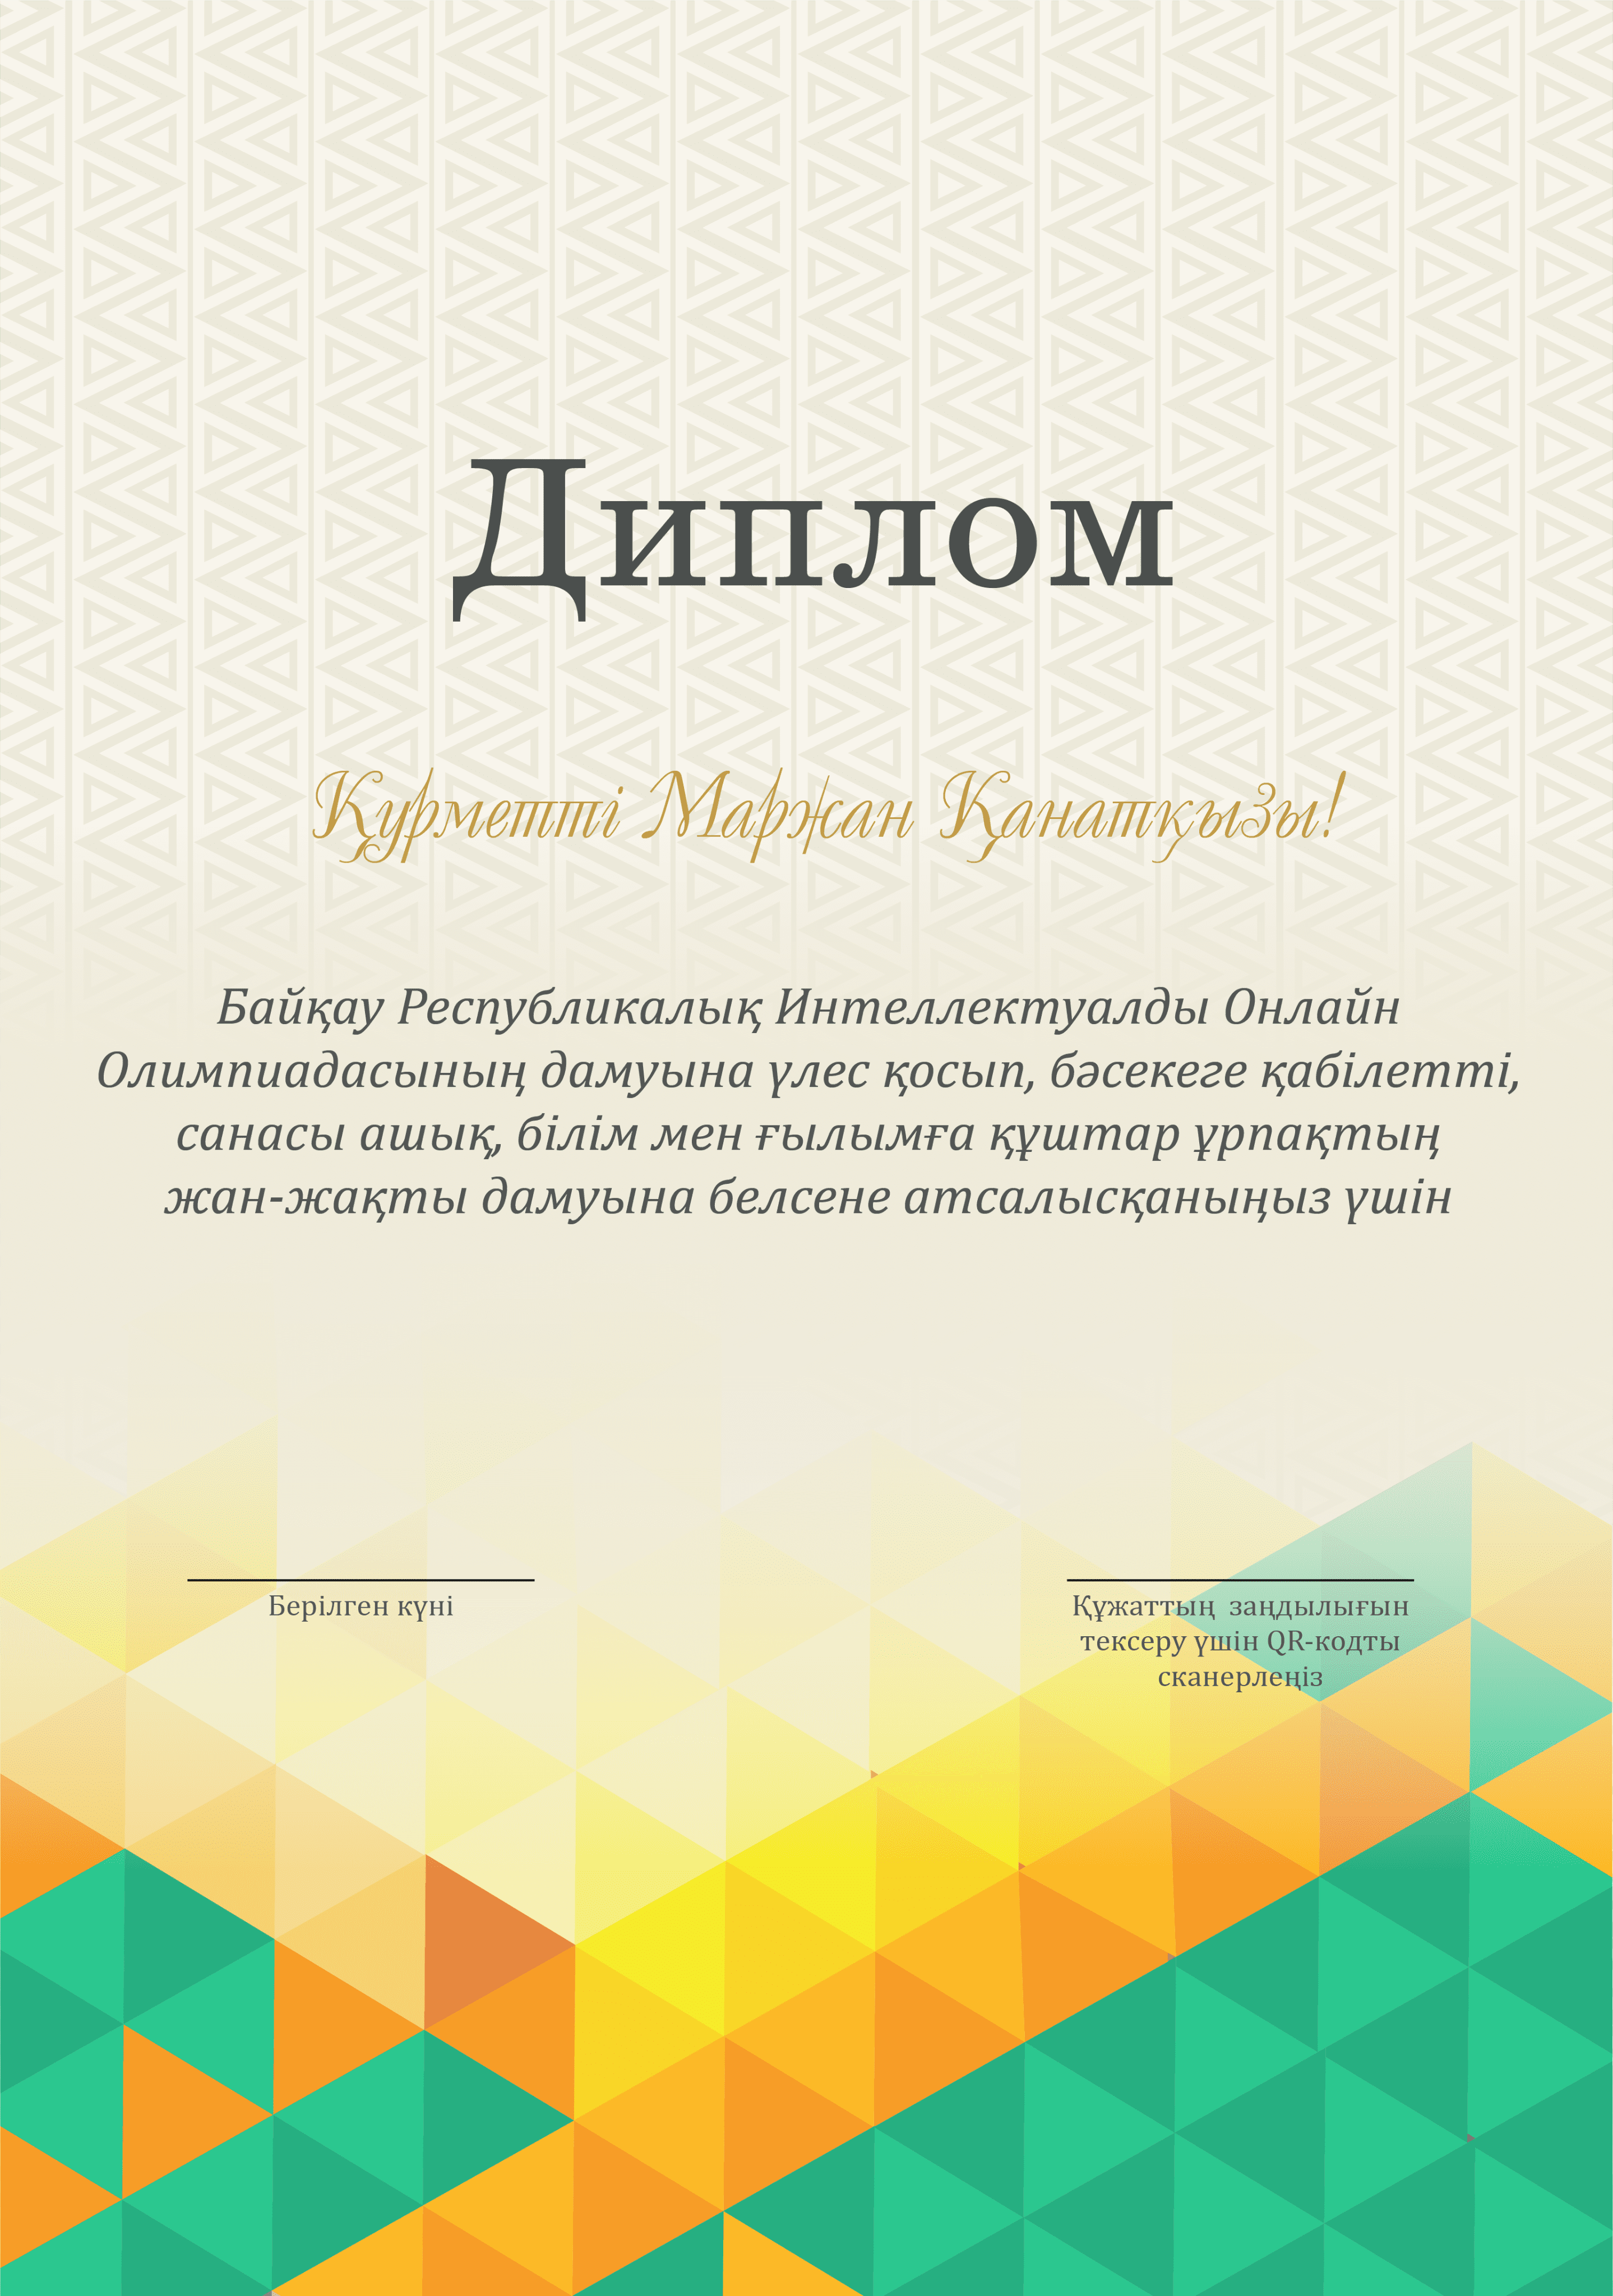 Диплом
Құрметті Маржан Қанатқызы!
Байқау Республикалық Интеллектуалды Онлайн
Олимпиадасының дамуына үлес қосып, бәсекеге қабілетті,
санасы ашық, білім мен ғылымға құштар ұрпақтың
жан-жақты дамуына белсене атсалысқаныңыз үшін
Берілген күні
Құжаттың заңдылығын
тексеру үшін QR-кодты
сканерлеңіз